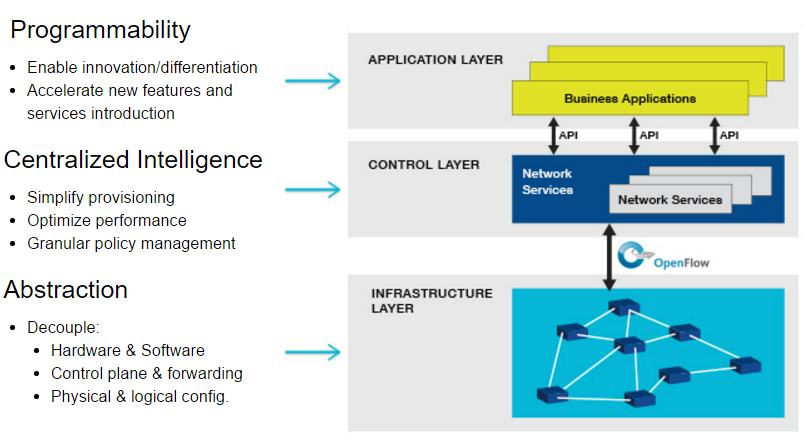 Programmability
Enable innovation/differentiation
Accelerate new features and
services introduction
Centralized Intelligence
Simplify provisioning
Optimize performance
Granular policy management
Abstraction
Decouple:
Hardware & Software
Control plane & forwarding
Physical & logical config.
APPLICATION LAYER
Business Applications
API
API
API
CONTROL LAYER
Network
Services
Network Services
OpenFlow
INFRASTRUCTURE
LAYER